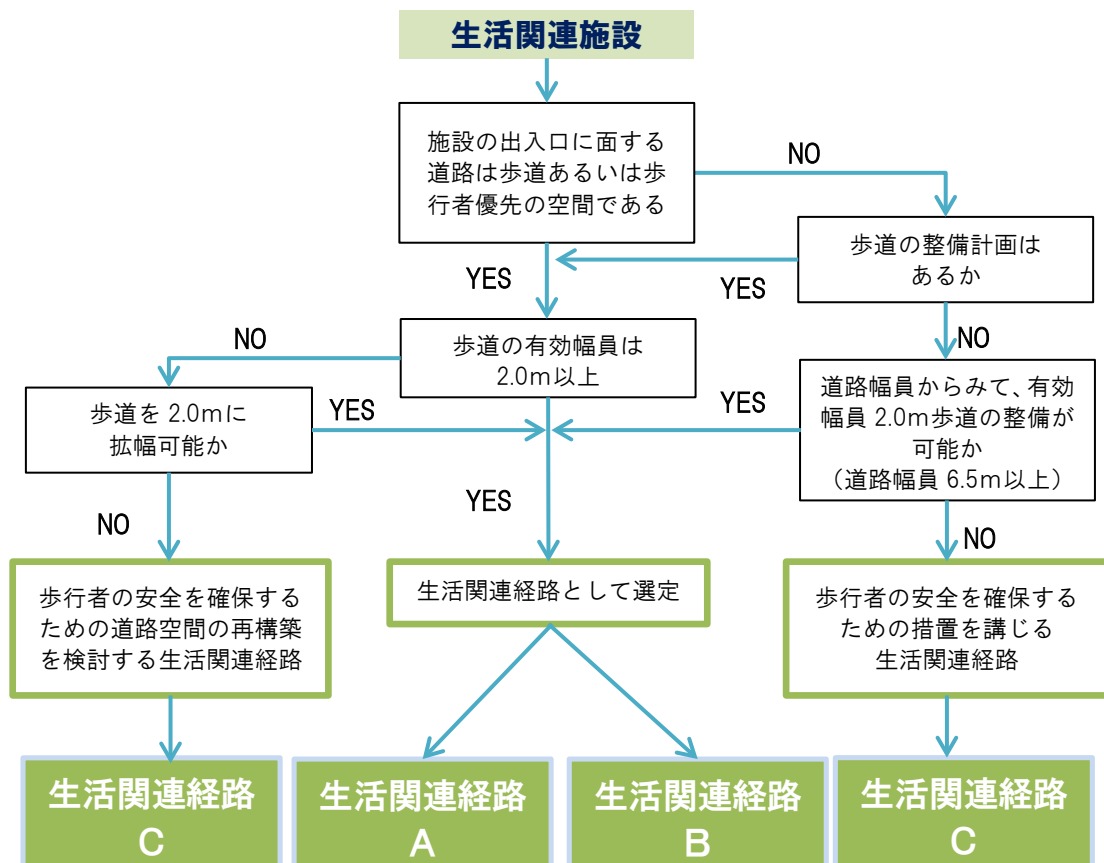 生活関連施設
施設の出入口に面する
道路は歩道あるいは歩
行者優先の空間である
NO
歩道の整備計画は
あるか
YES
YES
NO
歩道の有効幅員は
2.0m以上
NO
歩道を 2.0mに
拡幅可能か
YES
YES
道路幅員からみて、有効
幅員 2.0m歩道の整備が
可能か
（道路幅員 6.5m以上）
NO
YES
NO
歩行者の安全を確保する
ための道路空間の再構築
を検討する生活関連経路
生活関連経路として選定
歩行者の安全を確保する
ための措置を講じる
生活関連経路
生活関連経路
C
生活関連経路
A
生活関連経路
B
生活関連経路
C